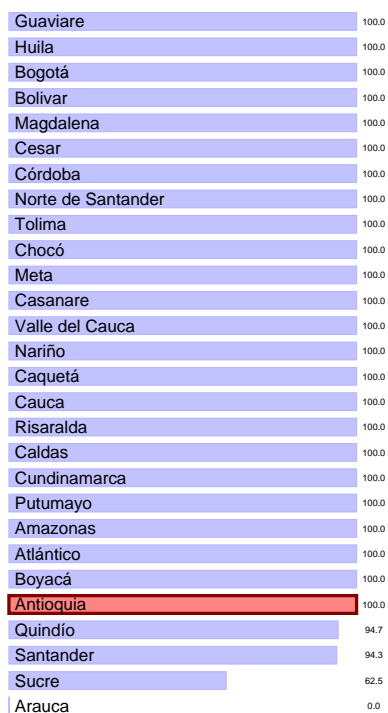 Guaviare 100.0
Huila 100.0
Bogotá 100.0
Bolivar 100.0
Magdalena 100.0
Cesar 100.0
Córdoba 100.0
Norte de Santander 100.0
Tolima 100.0
Chocó 100.0
Meta 100.0
Casanare 100.0
Valle del Cauca 100.0
Nariño 100.0
Caquetá 100.0
Cauca 100.0
Risaralda 100.0
Caldas 100.0
Cundinamarca 100.0
Putumayo 100.0
Amazonas 100.0
Atlántico 100.0
Boyacá 100.0
Antioquia 100.0
Quindío 94.7
Santander 94.3
Sucre 62.5
Arauca 0.0